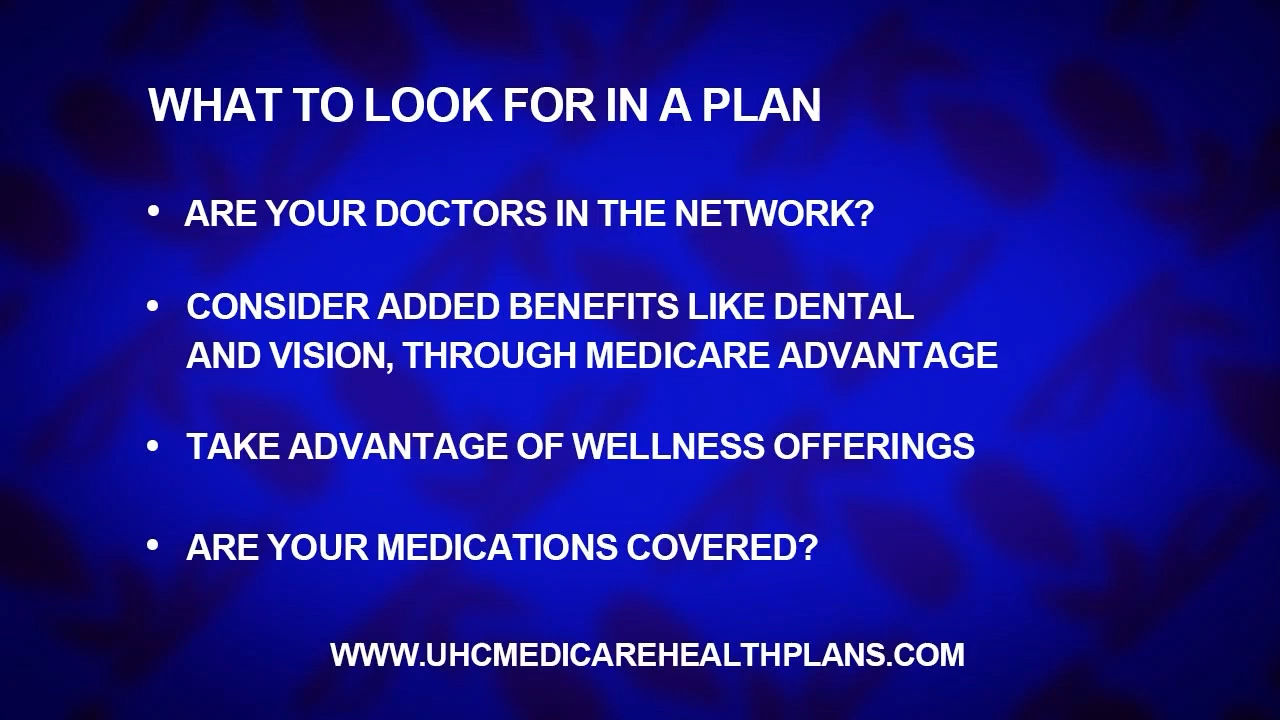 WHAT TO LOOK FOR IN A PLAN
• ARE YOUR DOCTORS IN THE NETWORK?
• CONSIDER ADDED BENEFITS LIKE DENTAL
AND VISION, THROUGH MEDICARE ADVANTAGE
• TAKE ADVANTAGE OF WELLNESS OFFERINGS
• ARE YOUR MEDICATIONS COVERED?
WWW.UHCMEDICAREHEALTHPLANS.COM